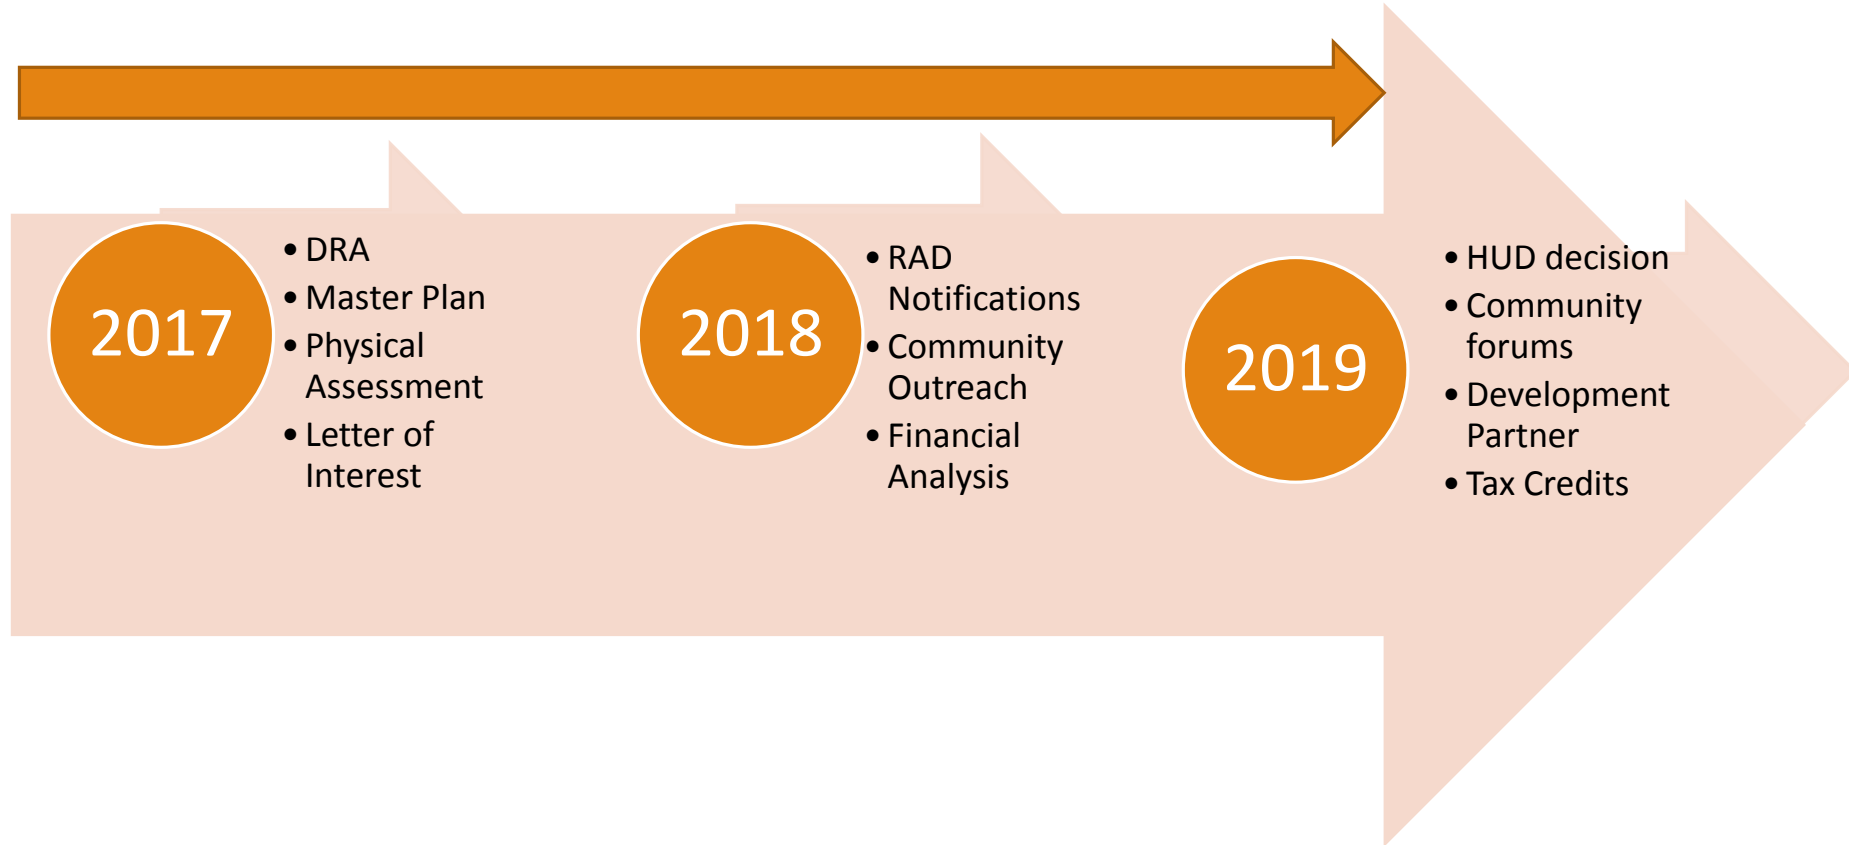 2017
• DRA
• Master Plan
• Physical
Assessment
• Letter of
Interest
2018
• RAD
Notifications
• Community
Outreach
• Financial
Analysis
2019
• HUD decision
• Community
forums
• Development
Partner
• Tax Credits